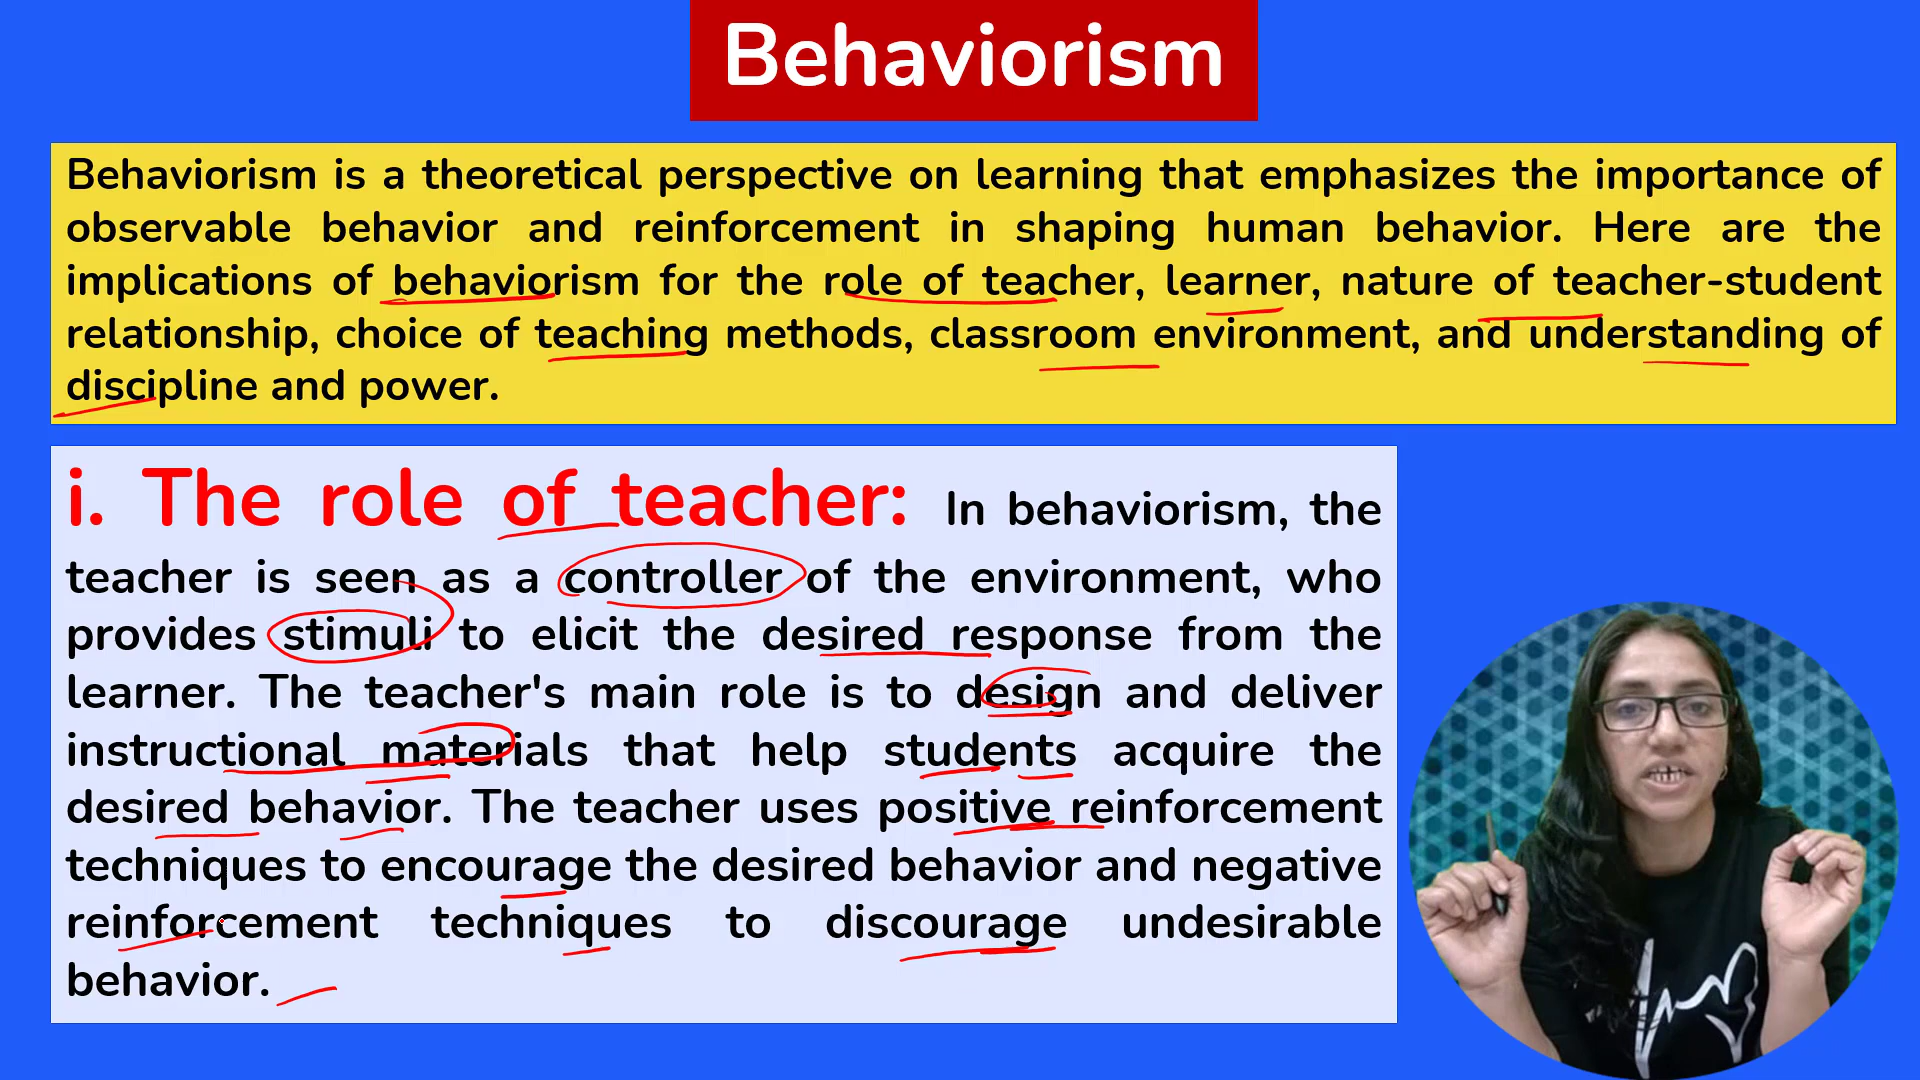 Behaviorism
Behaviorism is a theoretical perspective on learning that emphasizes the importance of
observable behavior and reinforcement in shaping human behavior. Here are the
implications of behaviorism for the role of teacher, learner, nature of teacher-student
relationship, choice of teaching methods, classroom environment, and understanding of
discipline and power.
i. The role of teacher: In behaviorism, the
teacher is seen as a controller of the environment, who
provides stimuli to elicit the desired response from the
learner. The teacher's main role is to design and deliver
instructional materials that help students acquire the
desired behavior. The teacher uses positive reinforcement
techniques to encourage the desired behavior and negative
reinforcement techniques to discourage undesirable
behavior.